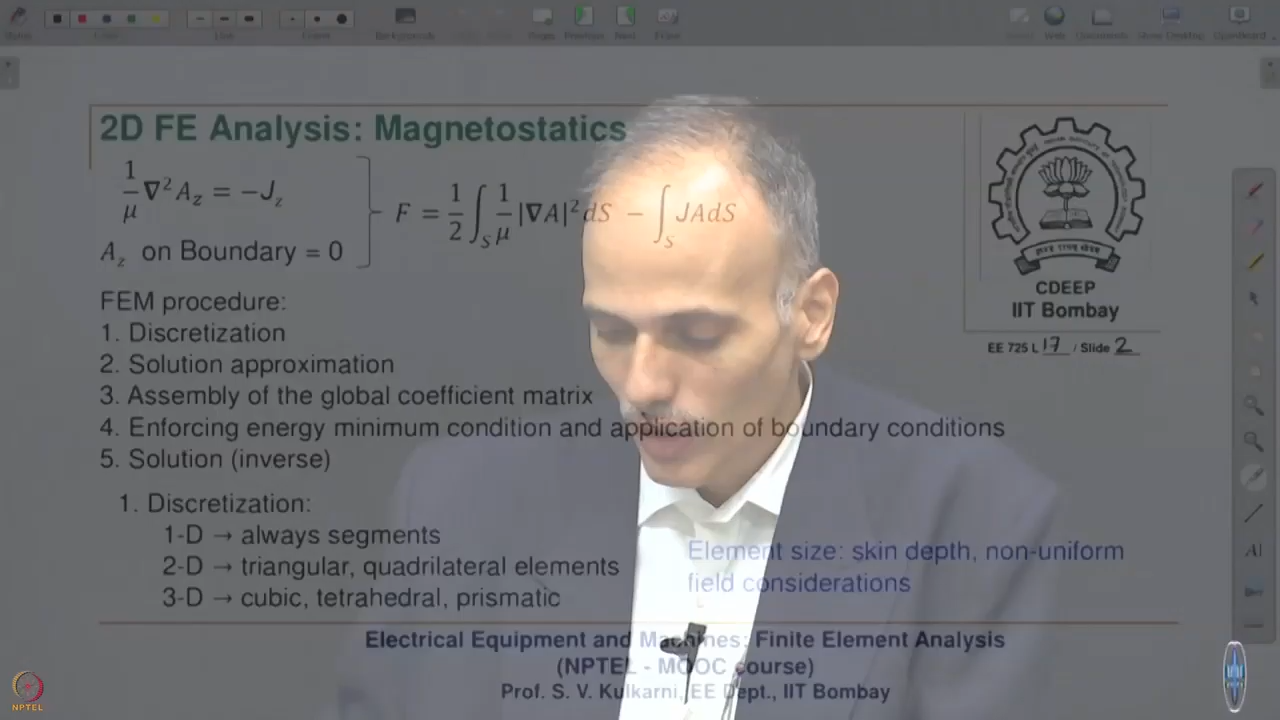 2D FE Analysis: Magnetostatics
1/μ ∇²A_z = −J_z
A_z on Boundary = 0
F = 1/2 ∫_S 1/μ |∇A|² dS − ∫_S JAdS
CDEEP
IIT Bombay
EE 725 L 17 / Slide 2
FEM procedure:
1. Discretization
2. Solution approximation
3. Assembly of the global coefficient matrix
4. Enforcing energy minimum condition and application of boundary conditions
5. Solution (inverse)
1. Discretization:
1-D → always segments
2-D → triangular, quadrilateral elements
3-D → cubic, tetrahedral, prismatic
Element size: skin depth, non-uniform
field considerations
Electrical Equipment and Machines: Finite Element Analysis
(NPTEL - MOOC course)
Prof. S. V. Kulkarni, EE Dept., IIT Bombay
NPTEL